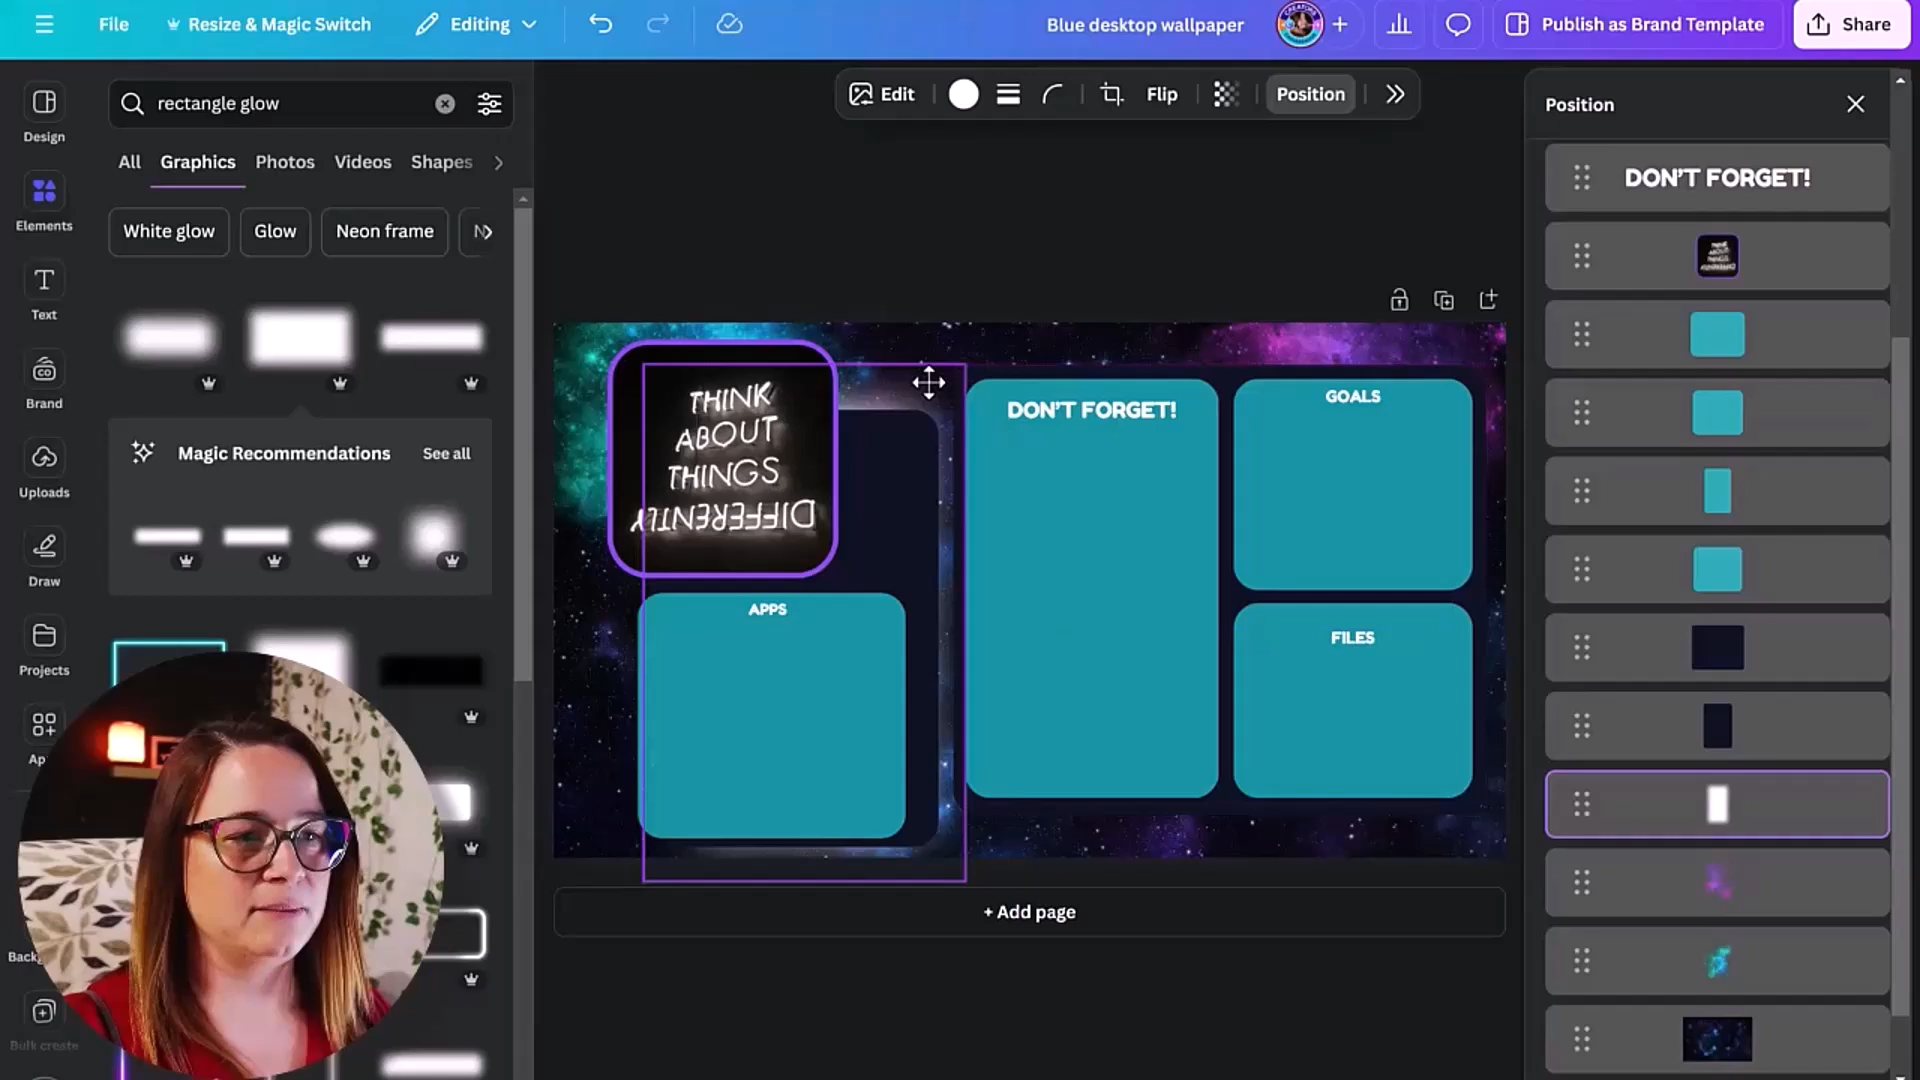 File
Resize & Magic Switch
Editing
Blue desktop wallpaper
Publish as Brand Template
Share
Design
Elements
Text
Brand
Uploads
Draw
Projects
Bulk create
rectangle glow
All
Graphics
Photos
Videos
Shapes
White glow
Glow
Neon frame
Magic Recommendations
See all
Edit
Flip
Position
THINK
ABOUT
THINGS
DIFFERENTLY
APPS
DON'T FORGET!
GOALS
FILES
+ Add page
Position
DON'T FORGET!